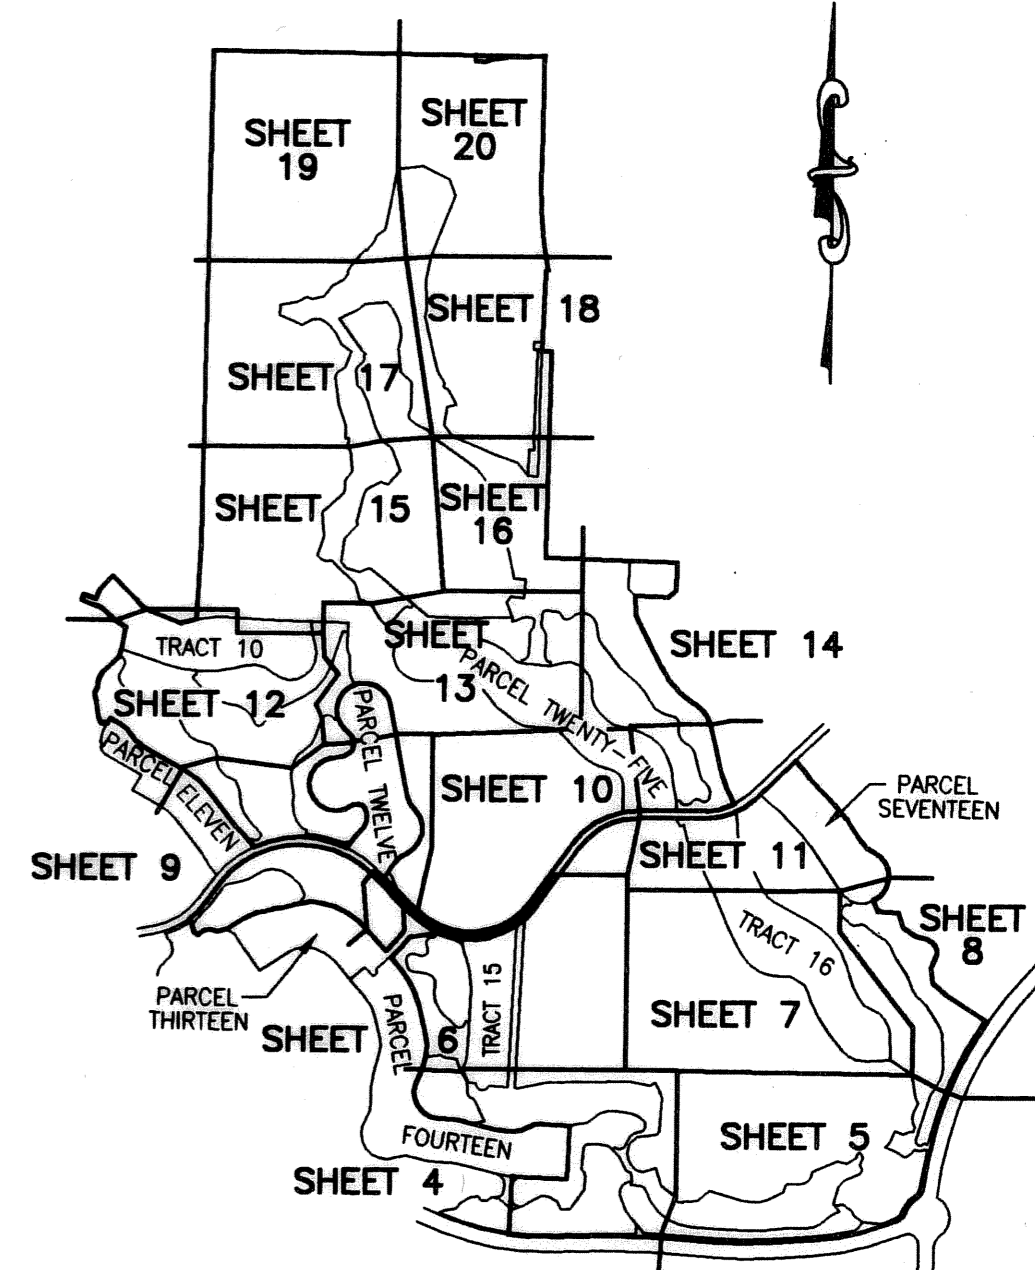 SHEET
19
SHEET
20
SHEET 18
SHEET 17
SHEET 15
SHEET
16
SHEET
13
SHEET 14
TRACT 10
SHEET 12
PARCEL TWENTY-FIVE
PARCEL TWELVE
PARCEL ELEVEN
SHEET 10
PARCEL
SEVENTEEN
SHEET 9
SHEET 11
SHEET
8
TRACT 16
TRACT 15
PARCEL
THIRTEEN
SHEET 6
SHEET 7
PARCEL
FOURTEEN
SHEET 5
SHEET 4